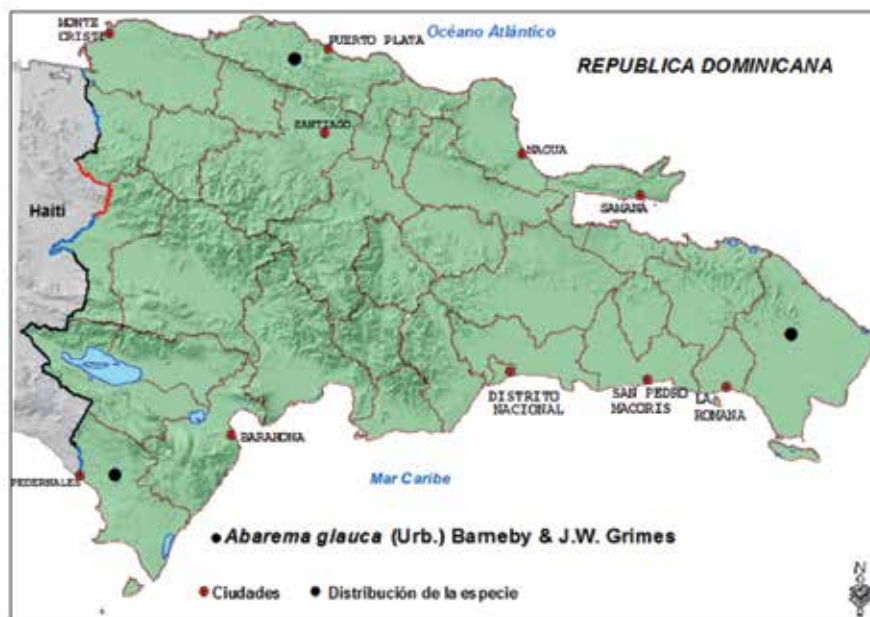 MONTE
CRISTI
PUERTO PLATA
Océano Atlántico
REPUBLICA DOMINICANA
SANTIAGO
NAGUA
SAMANA
Haití
DISTRITO
NACIONAL
SAN PEDRO
MACORIS
LA
ROMANA
BARAHONA
PEDERNALES
Mar Caribe
Abarema glauca (Urb.) Barneby & J.W. Grimes
Ciudades
Distribución de la especie
N